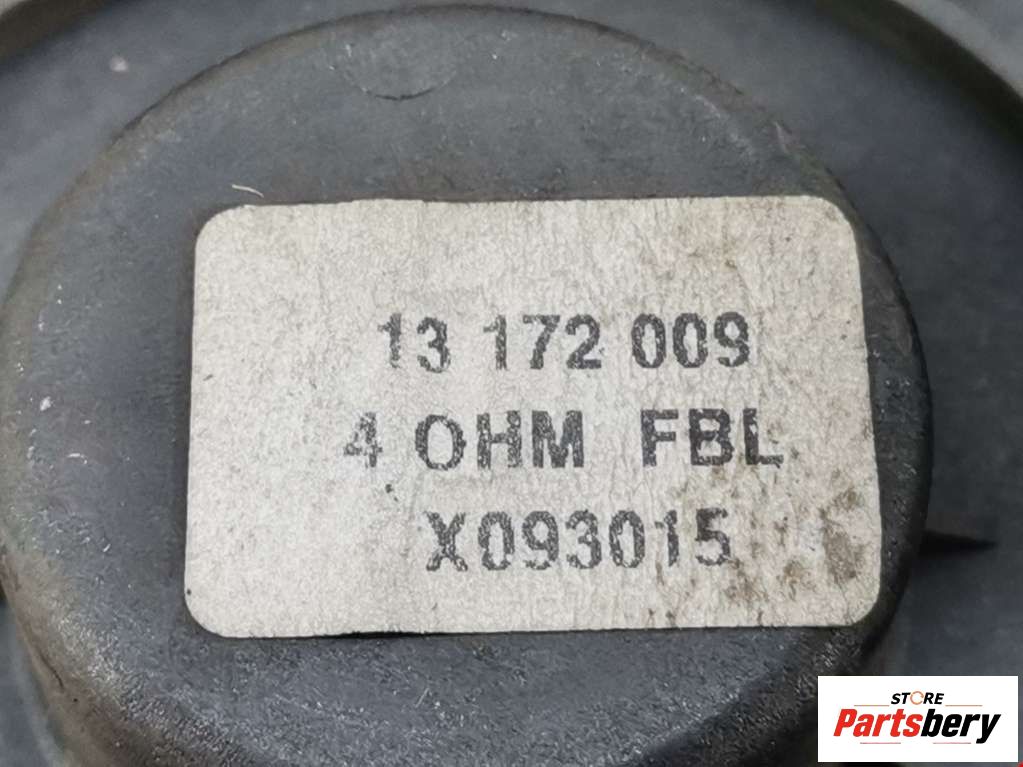 13 172 009
4 OHM FBL
X093015
STORE
Partsbery